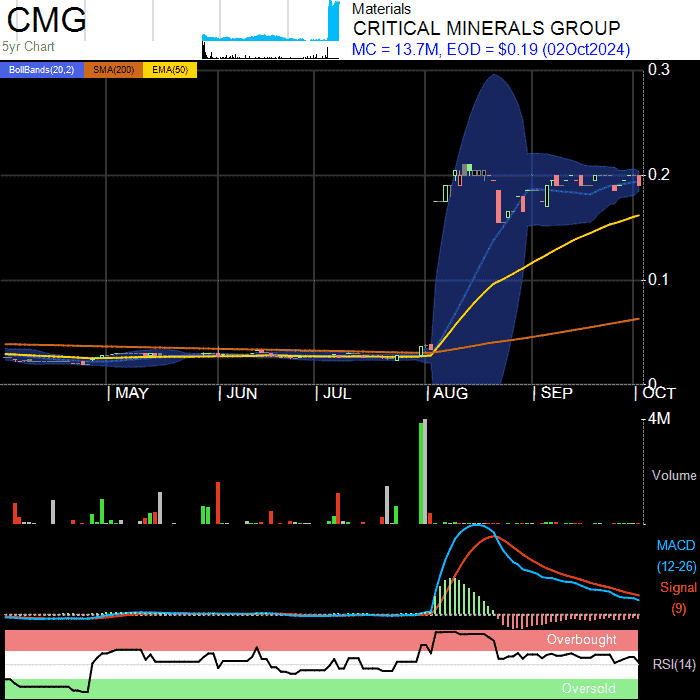 CMG
5yr Chart
Materials
CRITICAL MINERALS GROUP
MC = 13.7M, EOD = $0.19 (02Oct2024)
BollBands(20,2) SMA(200) EMA(50)
0.3
0.2
0.1
0
MAY JUN JUL AUG SEP OCT
4M
Volume
MACD
(12-26)
Signal
(9)
Overbought
RSI(14)
Oversold